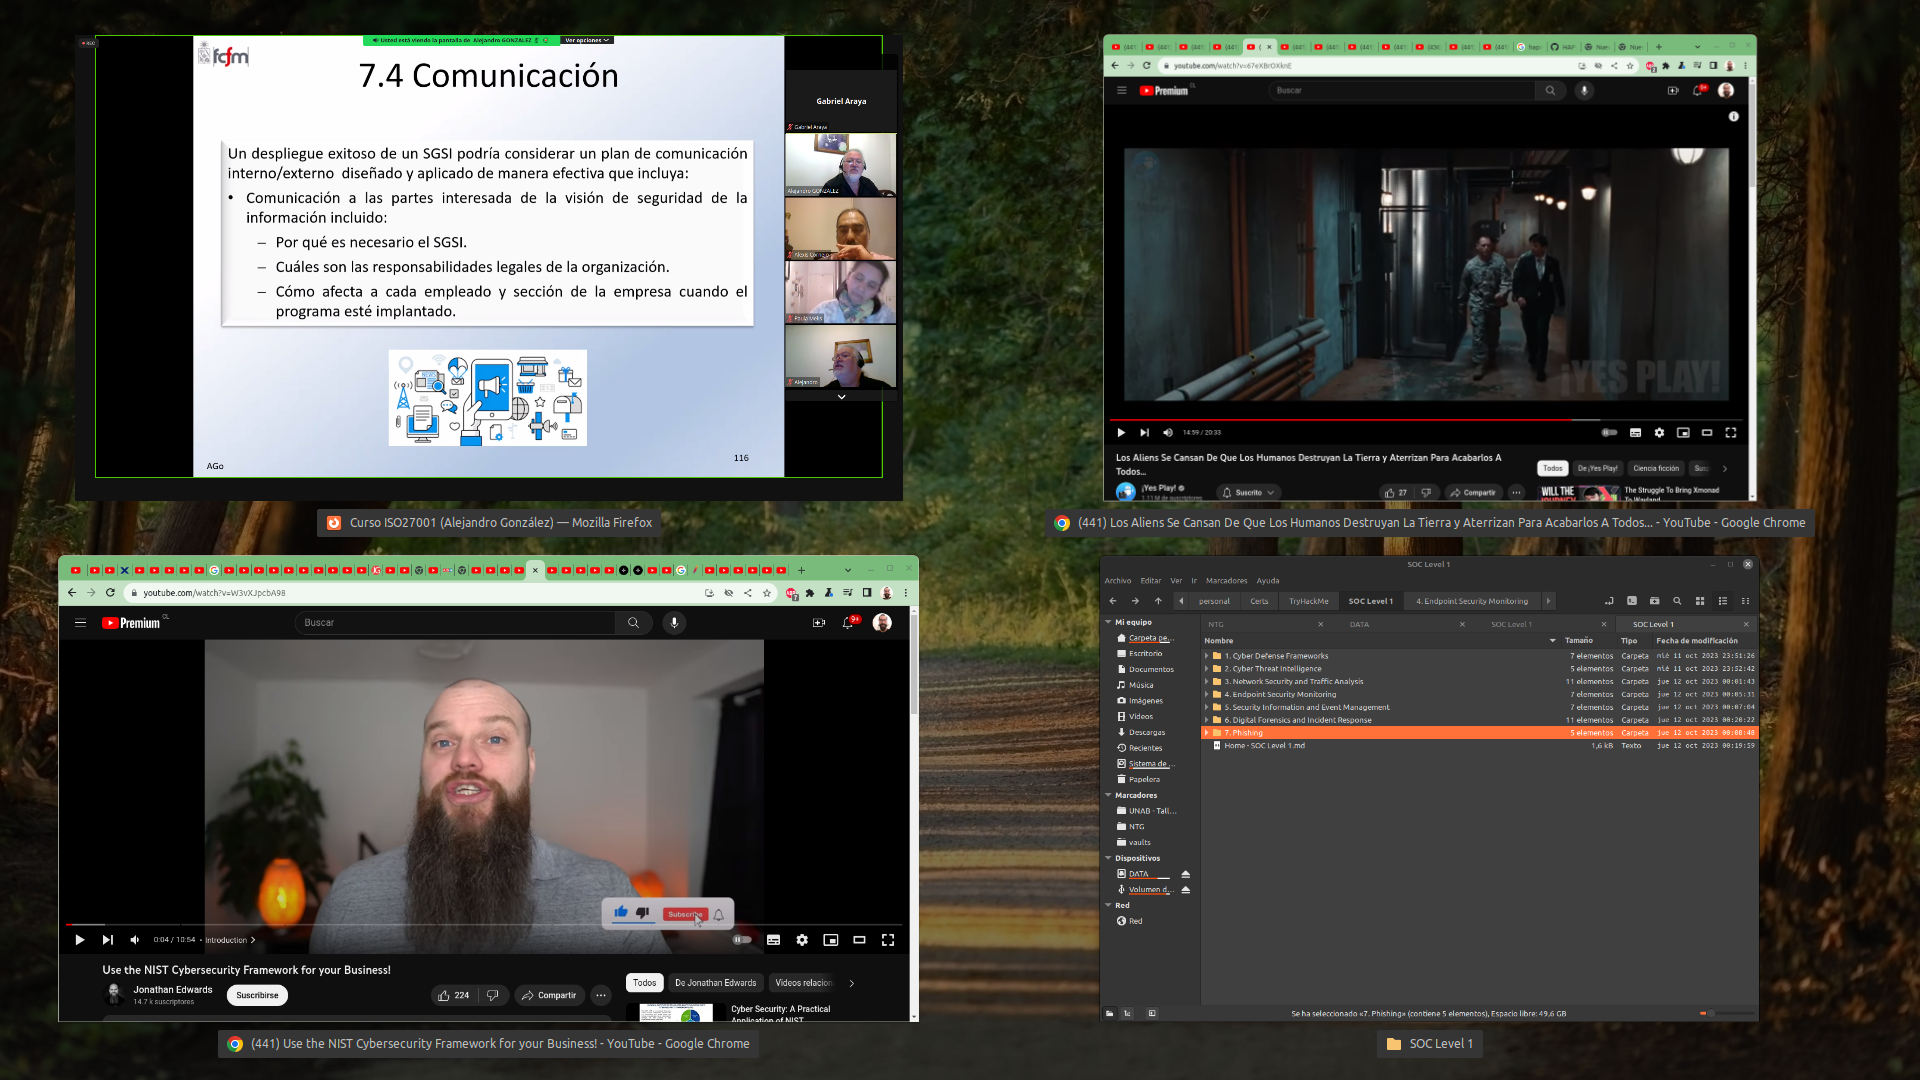 REC
Usted está viendo la pantalla de Alejandro GONZALEZ
Ver opciones
fcfm
7.4 Comunicación
Un despliegue exitoso de un SGSI podría considerar un plan de comunicación
interno/externo diseñado y aplicado de manera efectiva que incluya:
• Comunicación a las partes interesada de la visión de seguridad de la
información incluido:
– Por qué es necesario el SGSI.
– Cuáles son las responsabilidades legales de la organización.
– Cómo afecta a cada empleado y sección de la empresa cuando el
programa esté implantado.
NEWS
AGo
116
Gabriel Araya
Gabriel Araya
Alejandro GONZALEZ
Alexis Cornejo
Alejandro
Curso ISO27001 (Alejandro González) — Mozilla Firefox
youtube.com/watch?v=67eXBrOXknE
Premium CL
Buscar
9+
¡YES PLAY!
14:59 / 20:33
Los Aliens Se Cansan De Que Los Humanos Destruyan La Tierra y Aterrizan Para Acabarlos A
Todos...
Todos
De ¡Yes Play!
Ciencia ficción
¡Yes Play!
Suscrito
27
Compartir
WILL THE
The Struggle To Bring Xmonad
To Wayland
(441) Los Aliens Se Cansan De Que Los Humanos Destruyan La Tierra y Aterrizan Para Acabarlos A Todos... - YouTube - Google Chrome
youtube.com/watch?v=W3vXJpcbA98
Premium CL
Buscar
9+
Subscribe
0:04 / 10:54 • Introduction
Use the NIST Cybersecurity Framework for your Business!
Jonathan Edwards
14.7 k suscriptores
Suscribirse
224
Compartir
Todos
De Jonathan Edwards
Videos relacion
Cyber Security: A Practical
Application of NIST
(441) Use the NIST Cybersecurity Framework for your Business! - YouTube - Google Chrome
SOC Level 1
Archivo Editar Ver Ir Marcadores Ayuda
personal Certs TryHackMe SOC Level 1 4. Endpoint Security Monitoring
Mi equipo
Carpeta pe...
Escritorio
Documentos
Música
Imágenes
Vídeos
Descargas
Recientes
Sistema de ...
Papelera
Marcadores
UNAB - Tall...
NTG
vaults
Dispositivos
DATA
Volumen d...
Red
Red
NTG DATA SOC Level 1 SOC Level 1
Nombre Tamaño Tipo Fecha de modificación
1. Cyber Defense Frameworks 7 elementos Carpeta mié 11 oct 2023 23:51:26
2. Cyber Threat Intelligence 5 elementos Carpeta mié 11 oct 2023 23:52:42
3. Network Security and Traffic Analysis 11 elementos Carpeta jue 12 oct 2023 00:01:43
4. Endpoint Security Monitoring 7 elementos Carpeta jue 12 oct 2023 00:05:31
5. Security Information and Event Management 7 elementos Carpeta jue 12 oct 2023 00:07:04
6. Digital Forensics and Incident Response 11 elementos Carpeta jue 12 oct 2023 00:20:22
7. Phishing 5 elementos Carpeta jue 12 oct 2023 00:08:48
Home - SOC Level 1.md 1,6 kB Texto jue 12 oct 2023 00:19:59
Se ha seleccionado «7. Phishing» (contiene 5 elementos), Espacio libre: 49,6 GB
SOC Level 1